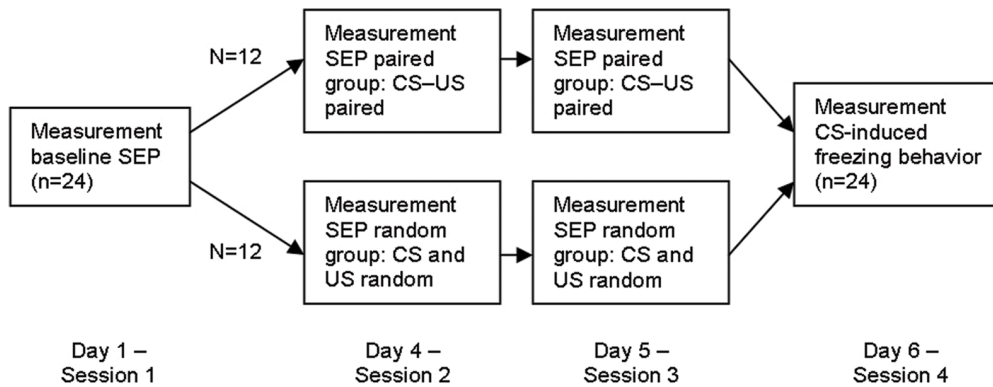 Measurement
baseline SEP
(n=24)
N=12
N=12
Measurement
SEP paired
group: CS–US
paired
Measurement
SEP random
group: CS and
US random
Measurement
SEP paired
group: CS–US
paired
Measurement
SEP random
group: CS and
US random
Measurement
CS-induced
freezing behavior
(n=24)
Day 1 –
Session 1
Day 4 –
Session 2
Day 5 –
Session 3
Day 6 –
Session 4